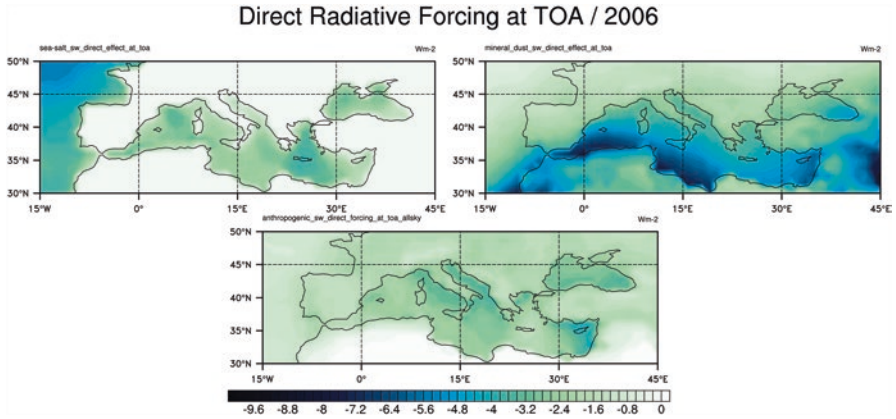 Direct Radiative Forcing at TOA / 2006
sea-salt_sw_direct_effect_at_toa Wm-2
50°N
45°N
40°N
35°N
30°N
15°W 0° 15°E 30°E 45°E
mineral_dust_sw_direct_effect_at_toa Wm-2
50°N
45°N
40°N
35°N
30°N
15°W 0° 15°E 30°E 45°E
anthropogenic_sw_direct_forcing_at_toa_allsky Wm-2
50°N
45°N
40°N
35°N
30°N
15°W 0° 15°E 30°E 45°E
-9.6 -8.8 -8 -7.2 -6.4 -5.6 -4.8 -4 -3.2 -2.4 -1.6 -0.8 0